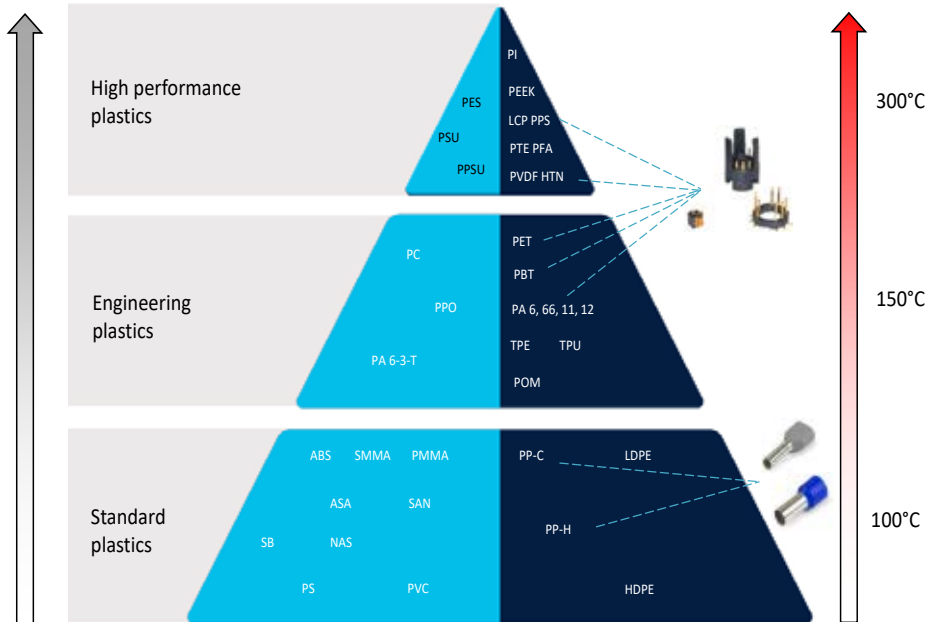 High performance
plastics
PES
PSU
PPSU
PI
PEEK
LCP PPS
PTE PFA
PVDF HTN
300°C
Engineering
plastics
PC
PPO
PA 6-3-T
PET
PBT
PA 6, 66, 11, 12
TPE TPU
POM
150°C
Standard
plastics
ABS SMMA PMMA
ASA SAN
SB NAS
PS PVC
PP-C LDPE
PP-H
HDPE
100°C